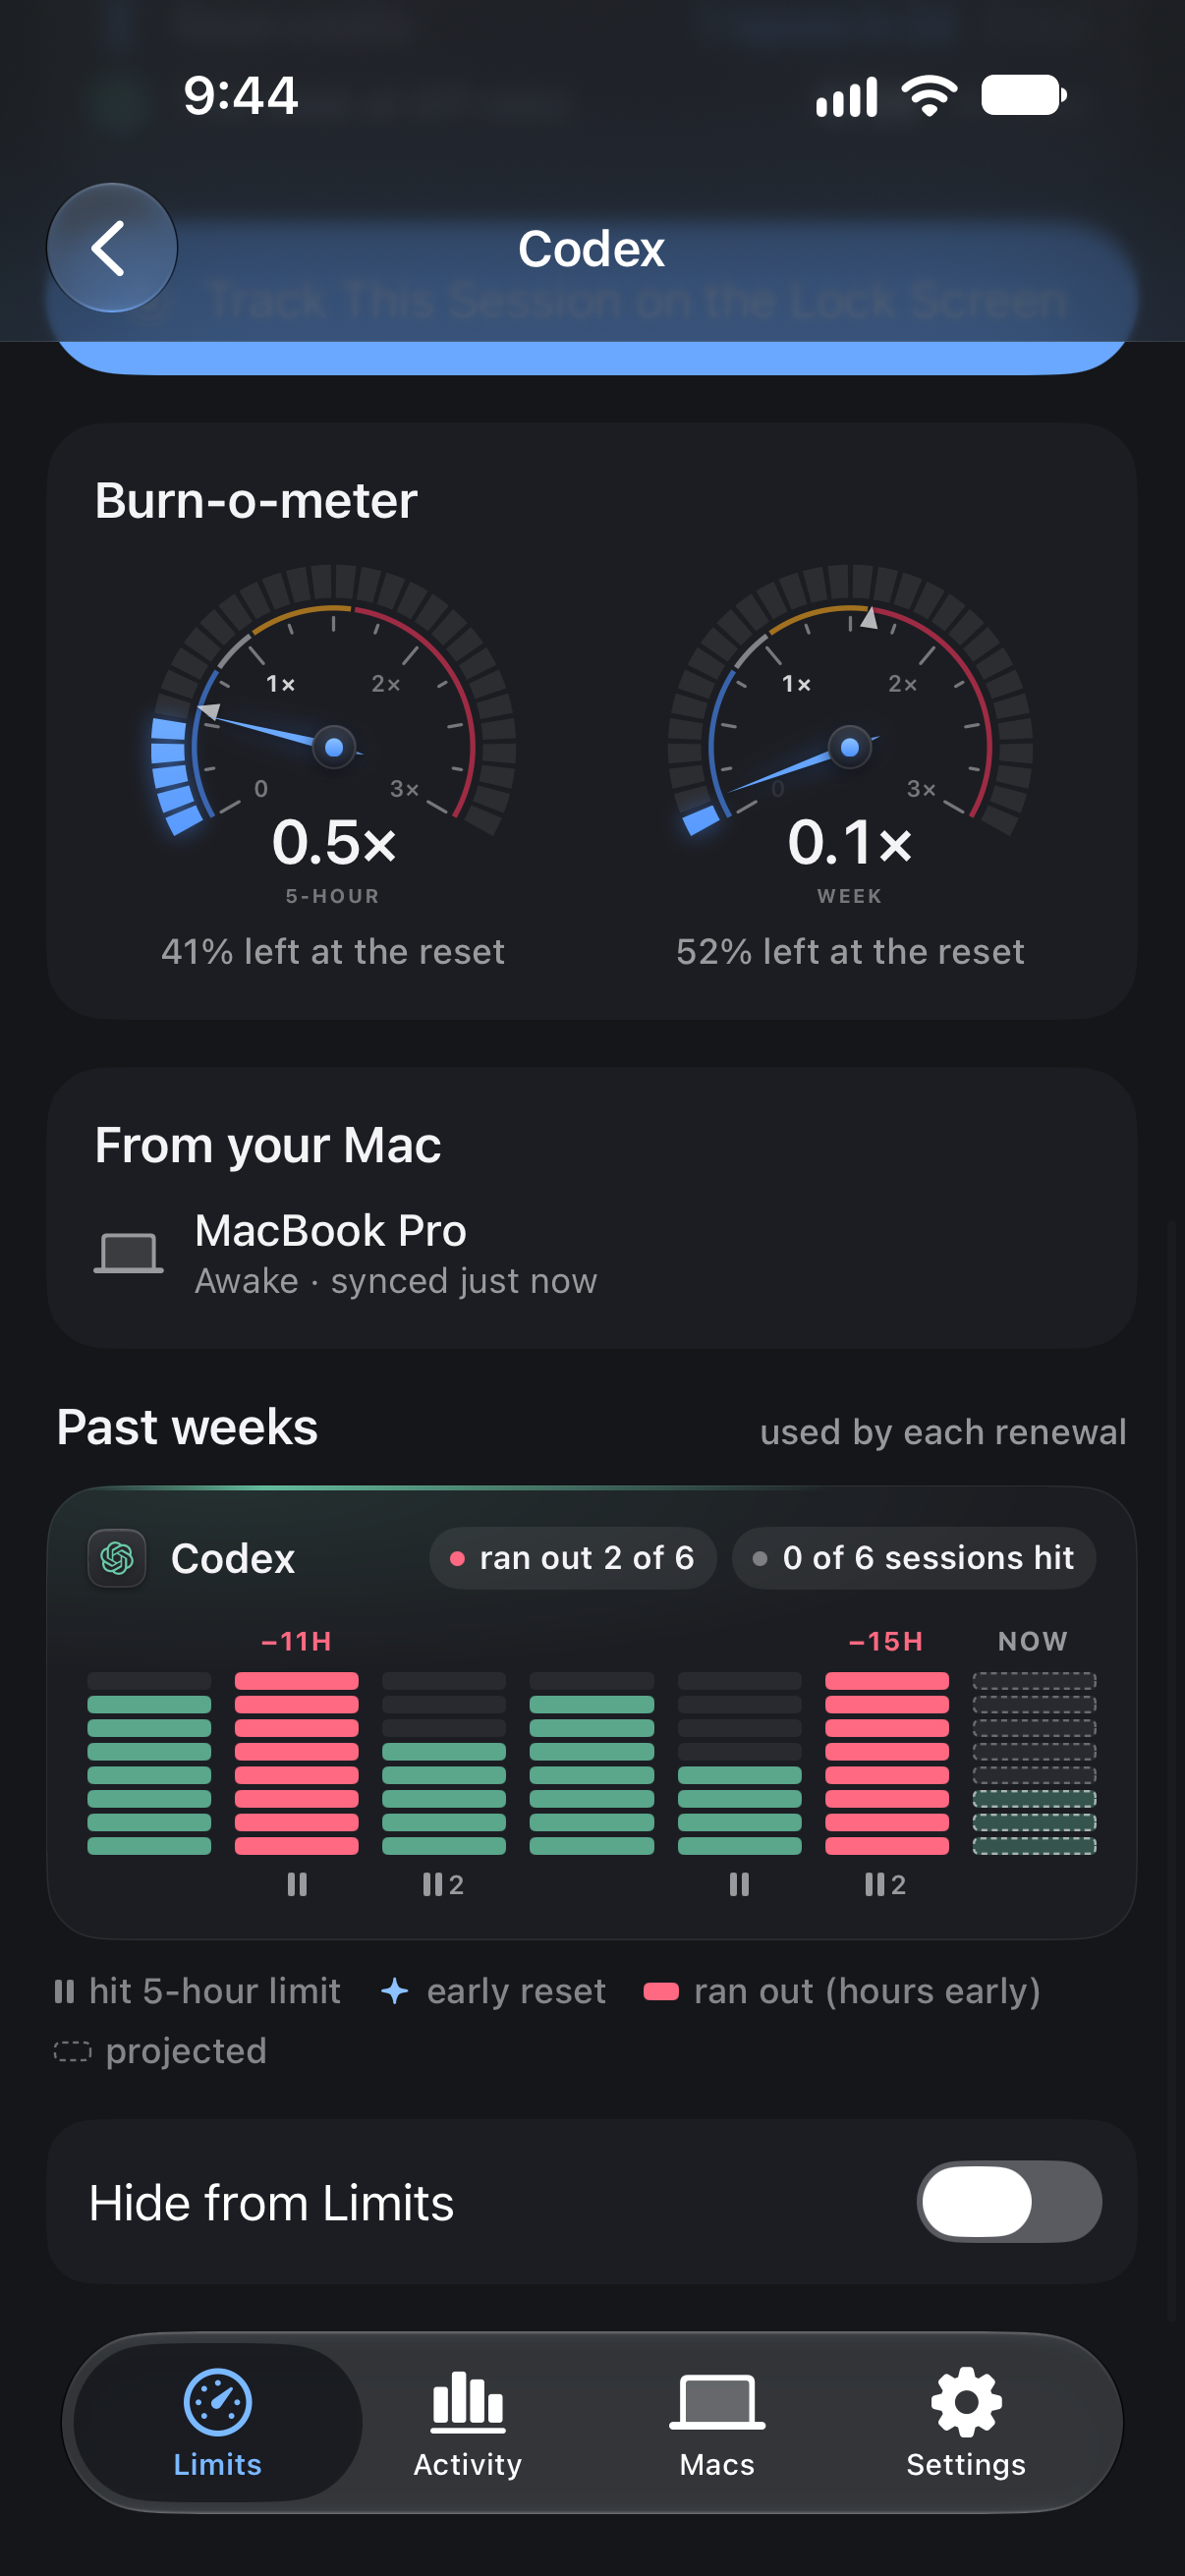 9:44
Codex
Track This Session on the Lock Screen
Burn-o-meter
1×
2×
0
3×
0.5×
5-HOUR
41% left at the reset
1×
2×
0
3×
0.1×
WEEK
52% left at the reset
From your Mac
MacBook Pro
Awake · synced just now
Past weeks
used by each renewal
Codex
ran out 2 of 6
0 of 6 sessions hit
–11H
–15H
NOW
2
2
hit 5-hour limit
early reset
ran out (hours early)
projected
Hide from Limits
Limits
Activity
Macs
Settings